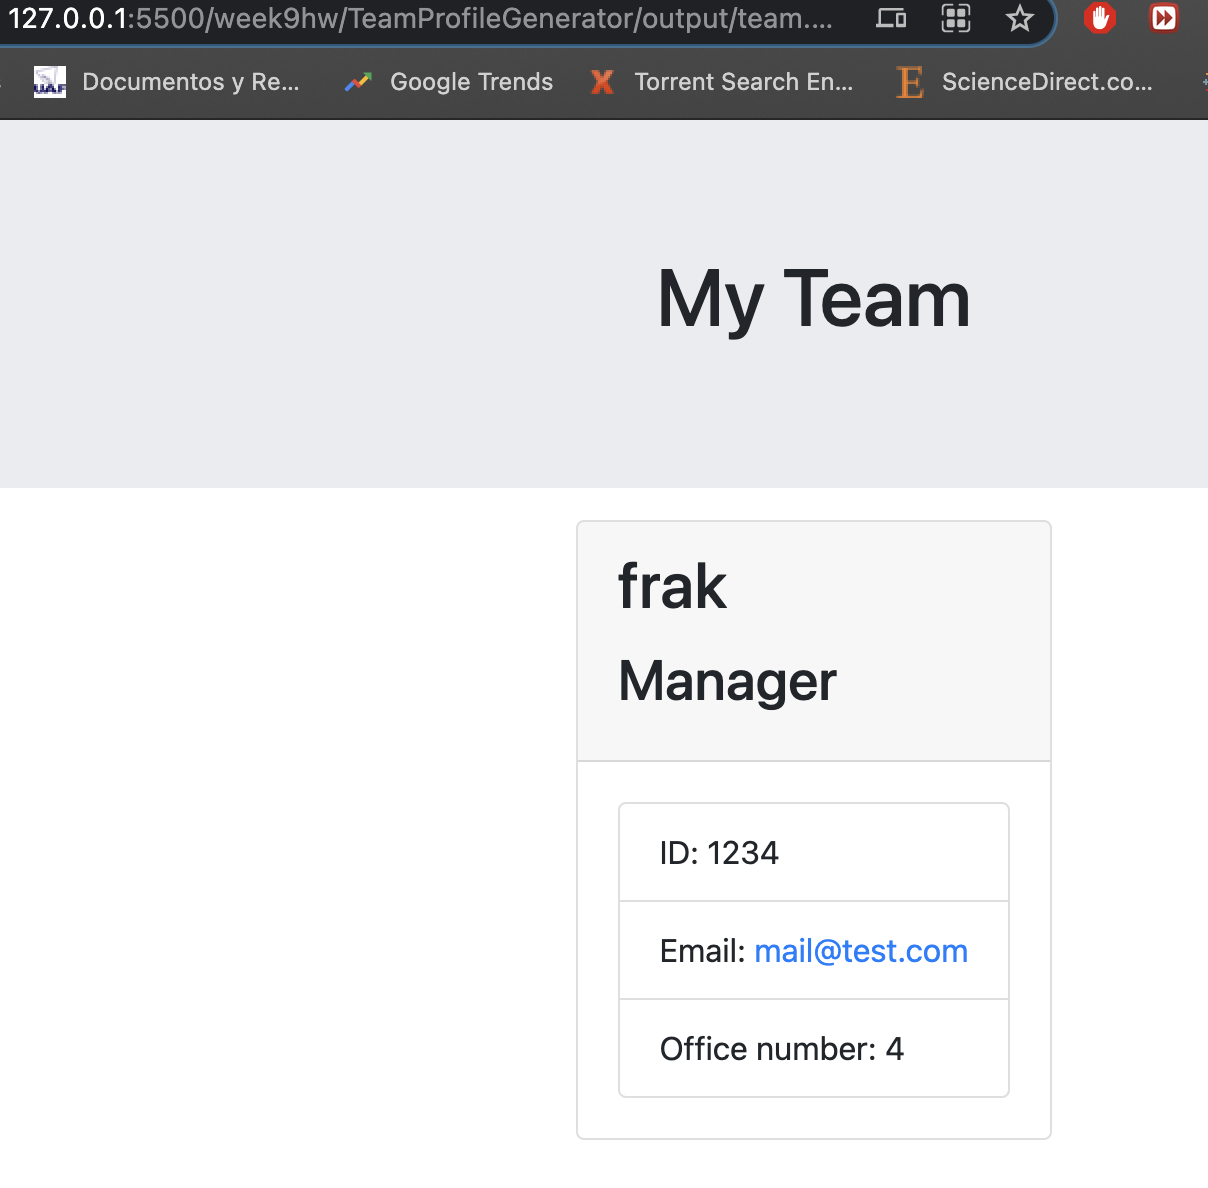 127.0.0.1:5500/week9hw/TeamProfileGenerator/output/team....
UAF Documentos y Re... Google Trends Torrent Search En... E ScienceDirect.co...
My Team
frak
Manager
ID: 1234
Email: mail@test.com
Office number: 4